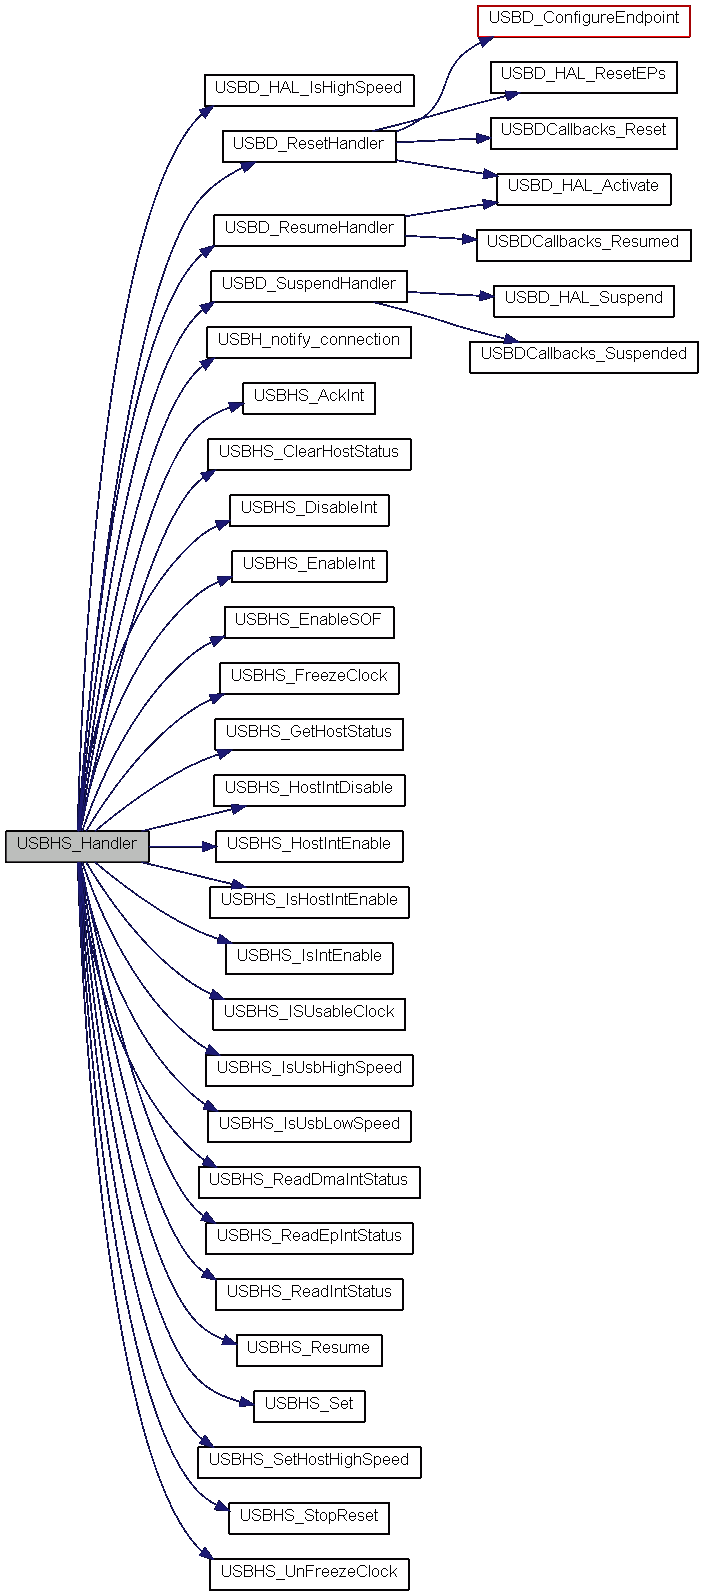 USBD_ConfigureEndpoint
USBD_HAL_IsHighSpeed
USBD_HAL_ResetEPs
USBD_ResetHandler
USBDCallbacks_Reset
USBD_HAL_Activate
USBD_ResumeHandler
USBDCallbacks_Resumed
USBD_SuspendHandler
USBD_HAL_Suspend
USBH_notify_connection
USBDCallbacks_Suspended
USBHS_AckInt
USBHS_ClearHostStatus
USBHS_DisableInt
USBHS_EnableInt
USBHS_EnableSOF
USBHS_FreezeClock
USBHS_GetHostStatus
USBHS_HostIntDisable
USBHS_Handler
USBHS_HostIntEnable
USBHS_IsHostIntEnable
USBHS_IsIntEnable
USBHS_ISUsableClock
USBHS_IsUsbHighSpeed
USBHS_IsUsbLowSpeed
USBHS_ReadDmaIntStatus
USBHS_ReadEpIntStatus
USBHS_ReadIntStatus
USBHS_Resume
USBHS_Set
USBHS_SetHostHighSpeed
USBHS_StopReset
USBHS_UnFreezeClock